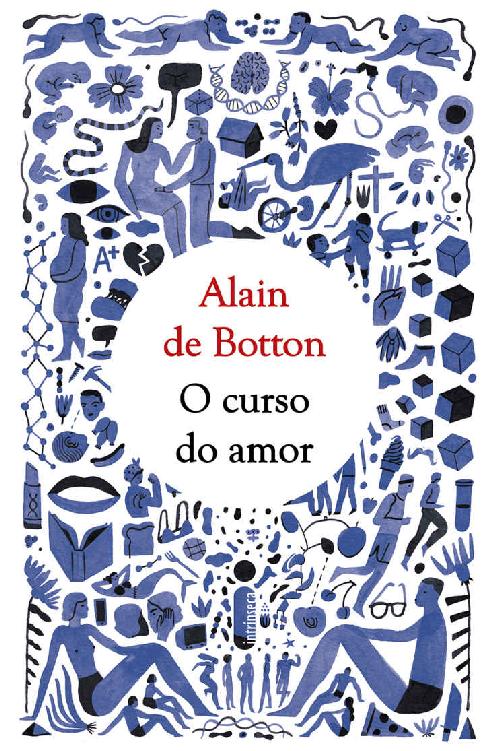 A+
Alain
de Botton
O curso
do amor
intrínseca